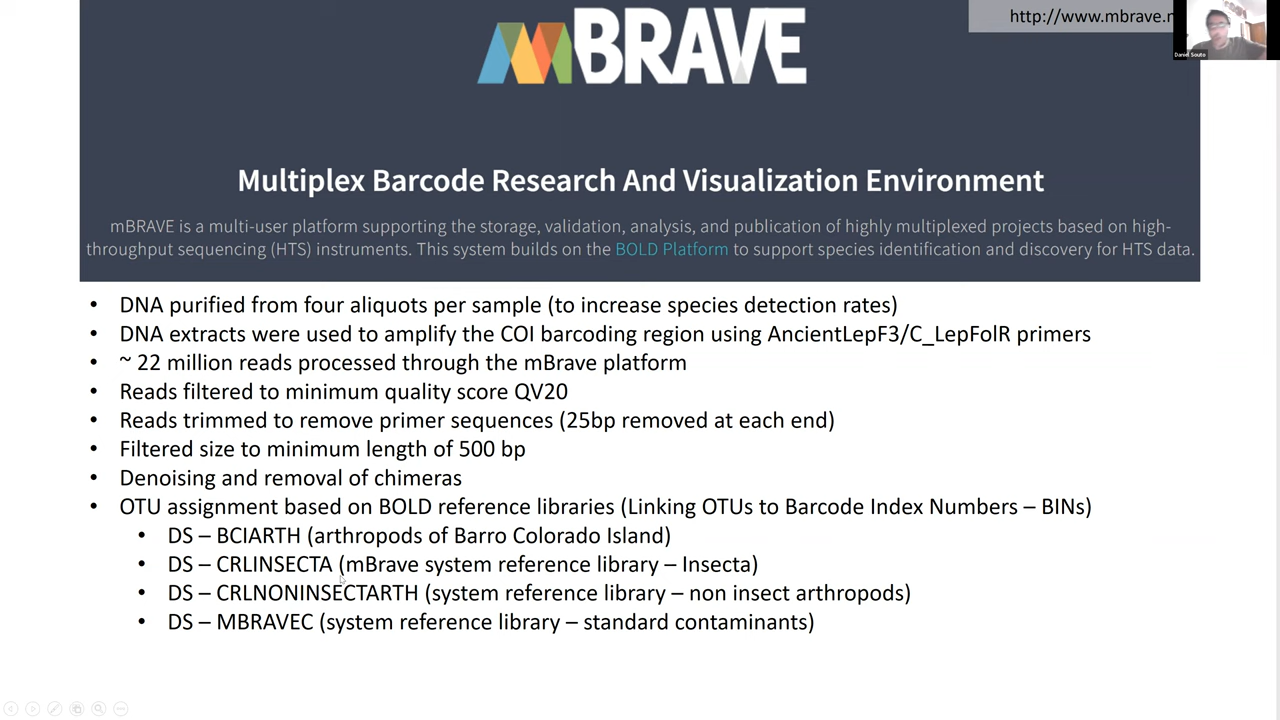 http://www.mbrave.n
Daniel Souto
mBRAVE
Multiplex Barcode Research And Visualization Environment
mBRAVE is a multi-user platform supporting the storage, validation, analysis, and publication of highly multiplexed projects based on high-
throughput sequencing (HTS) instruments. This system builds on the BOLD Platform to support species identification and discovery for HTS data.
• DNA purified from four aliquots per sample (to increase species detection rates)
• DNA extracts were used to amplify the COI barcoding region using AncientLepF3/C_LepFolR primers
• ~ 22 million reads processed through the mBrave platform
• Reads filtered to minimum quality score QV20
• Reads trimmed to remove primer sequences (25bp removed at each end)
• Filtered size to minimum length of 500 bp
• Denoising and removal of chimeras
• OTU assignment based on BOLD reference libraries (Linking OTUs to Barcode Index Numbers – BINs)
• DS – BCIARTH (arthropods of Barro Colorado Island)
• DS – CRLINSECTA (mBrave system reference library – Insecta)
• DS – CRLNONINSECTARTH (system reference library – non insect arthropods)
• DS – MBRAVEC (system reference library – standard contaminants)